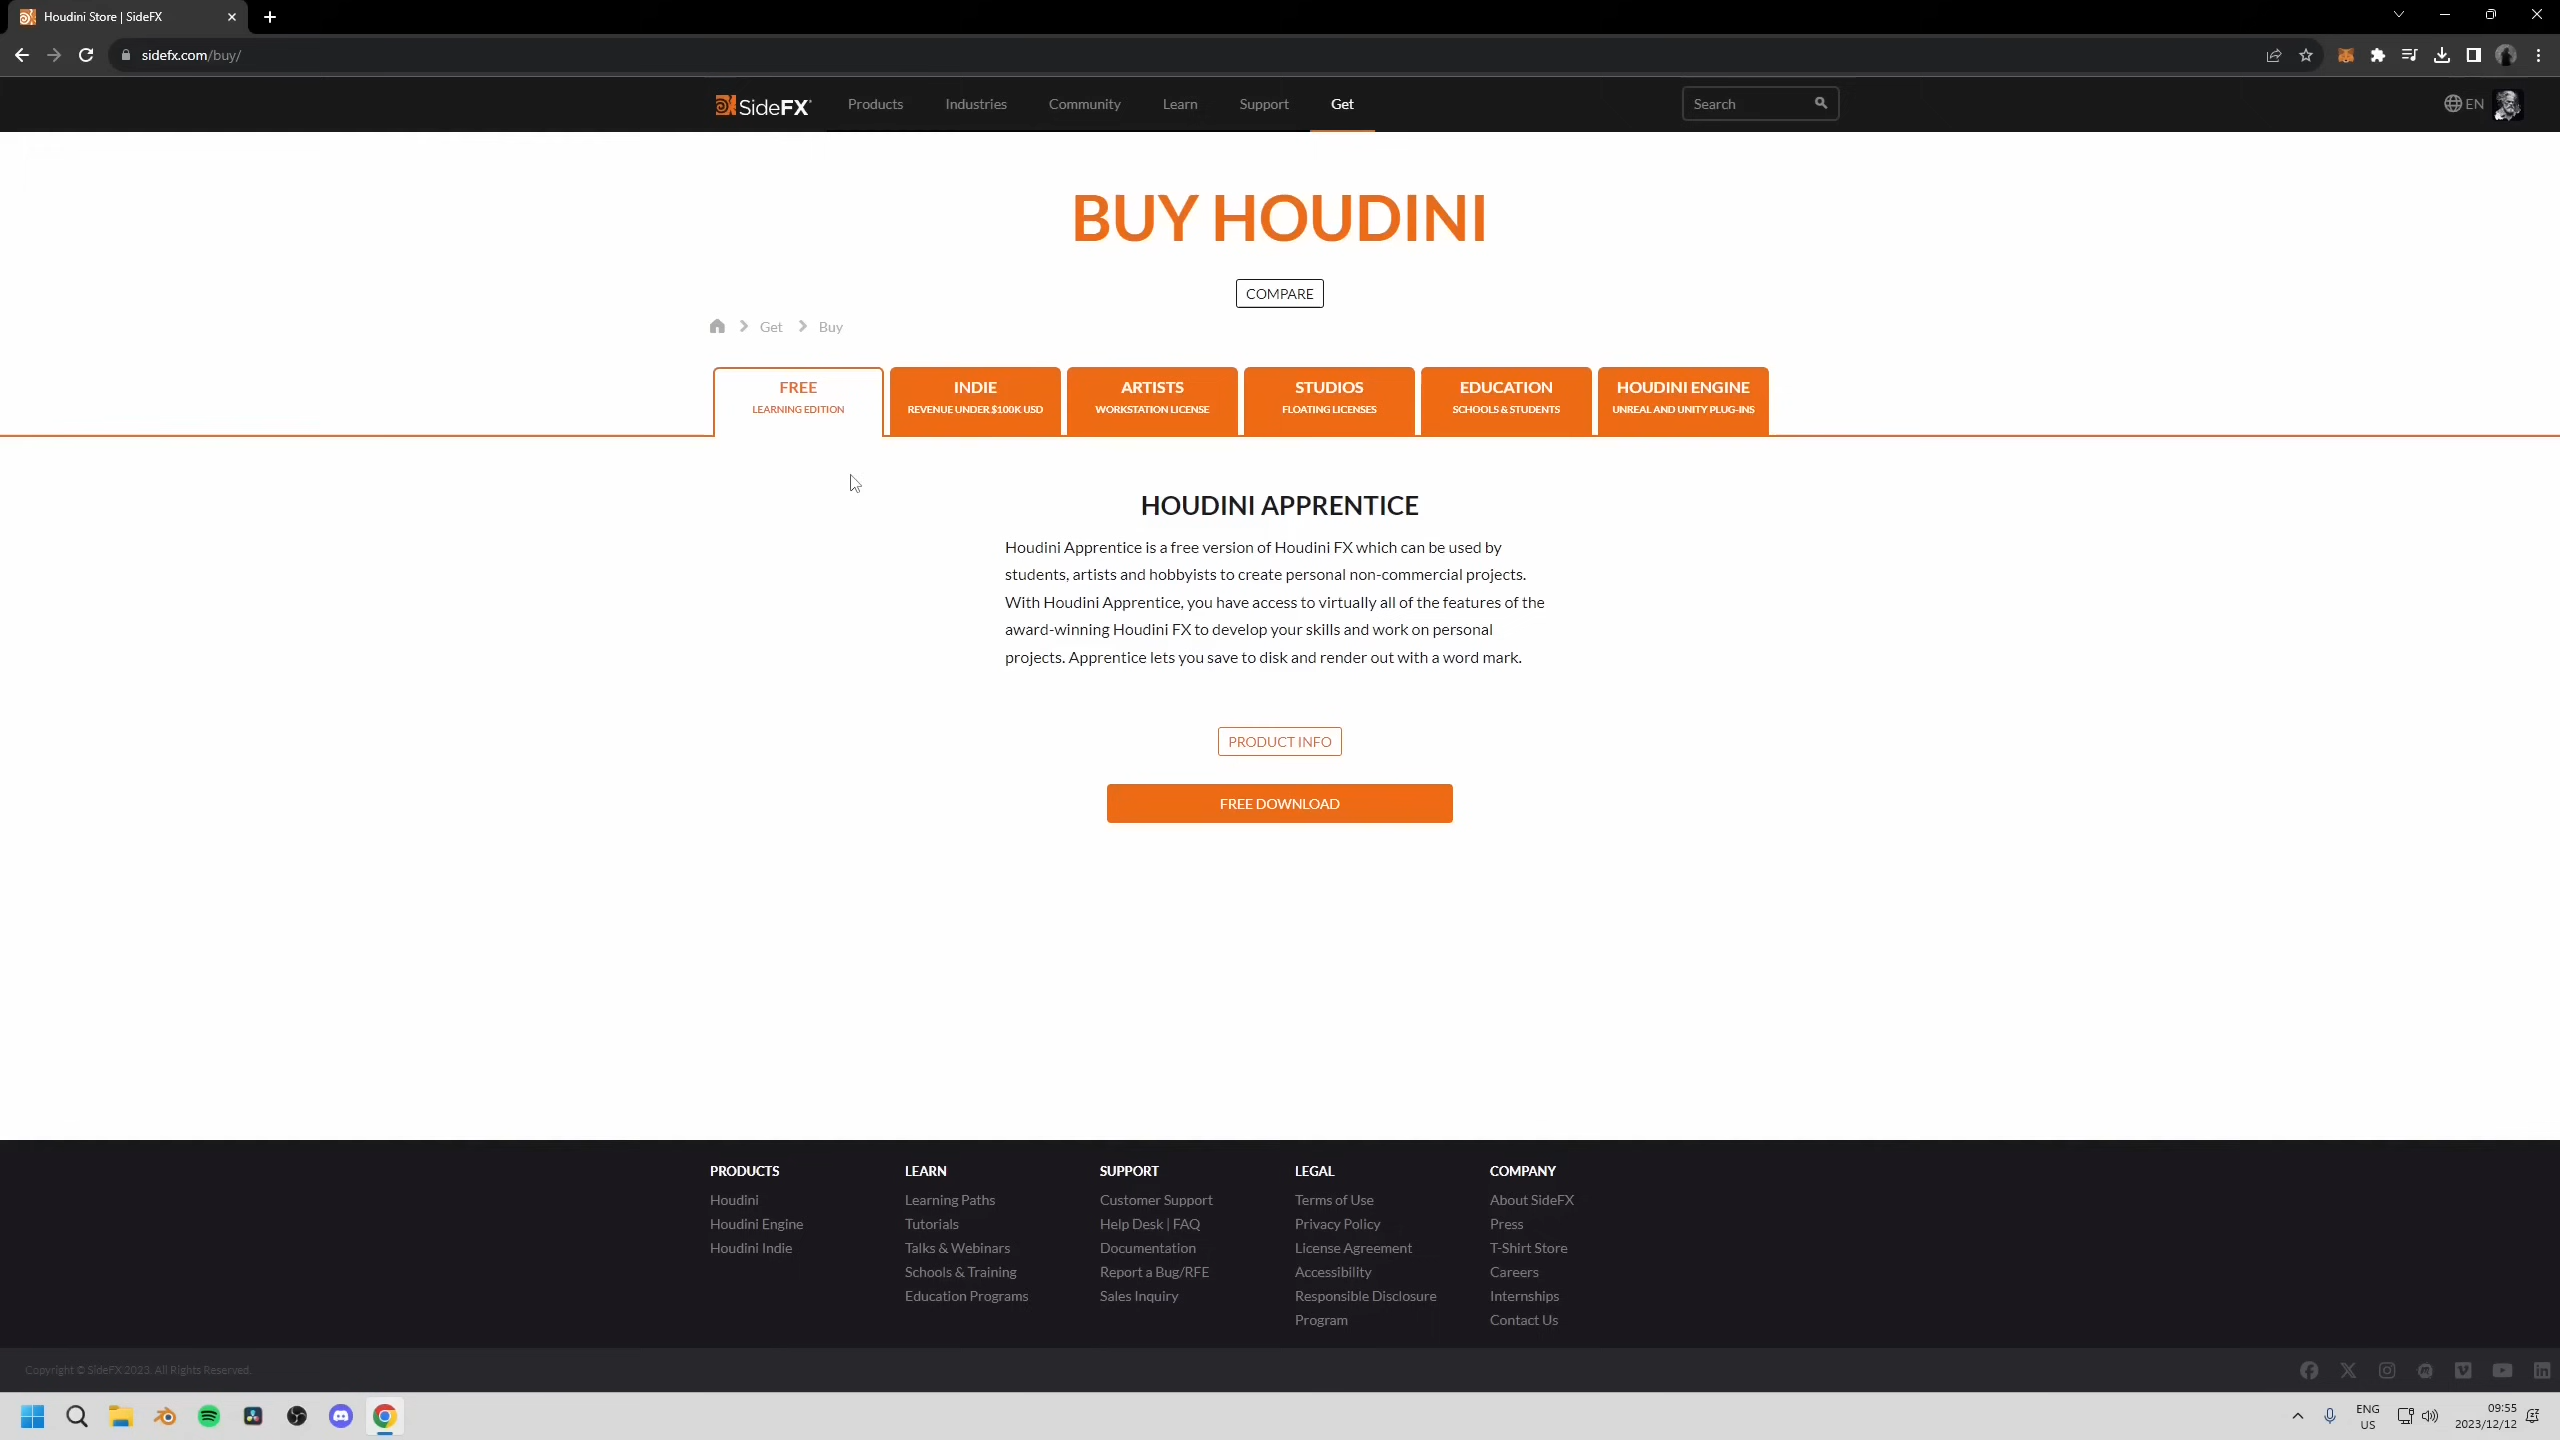 Houdini Store | SideFX
sidefx.com/buy/
SideFX
Products
Industries
Community
Learn
Support
Get
Search
EN
BUY HOUDINI
COMPARE
Get
Buy
FREE
LEARNING EDITION
INDIE
REVENUE UNDER $100K USD
ARTISTS
WORKSTATION LICENSE
STUDIOS
FLOATING LICENSES
EDUCATION
SCHOOLS & STUDENTS
HOUDINI ENGINE
UNREAL AND UNITY PLUG-INS
HOUDINI APPRENTICE
Houdini Apprentice is a free version of Houdini FX which can be used by
students, artists and hobbyists to create personal non-commercial projects.
With Houdini Apprentice, you have access to virtually all of the features of the
award-winning Houdini FX to develop your skills and work on personal
projects. Apprentice lets you save to disk and render out with a word mark.
PRODUCT INFO
FREE DOWNLOAD
PRODUCTS
Houdini
Houdini Engine
Houdini Indie
LEARN
Learning Paths
Tutorials
Talks & Webinars
Schools & Training
Education Programs
SUPPORT
Customer Support
Help Desk | FAQ
Documentation
Report a Bug/RFE
Sales Inquiry
LEGAL
Terms of Use
Privacy Policy
License Agreement
Accessibility
Responsible Disclosure
Program
COMPANY
About SideFX
Press
T-Shirt Store
Careers
Internships
Contact Us
Copyright © SideFX 2023. All Rights Reserved.
ENG
US
09:55
2023/12/12